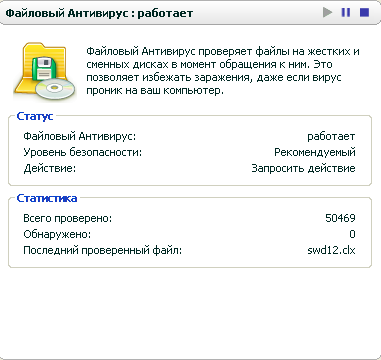 Файловый Антивирус : работает
Файловый Антивирус проверяет файлы на жестких и
сменных дисках в момент обращения к ним. Это
позволяет избежать заражения, даже если вирус
проник на ваш компьютер.
Статус
Файловый Антивирус: работает
Уровень безопасности: Рекомендуемый
Действие: Запросить действие
Статистика
Всего проверено: 50469
Обнаружено: 0
Последний проверенный файл: swd12.clx